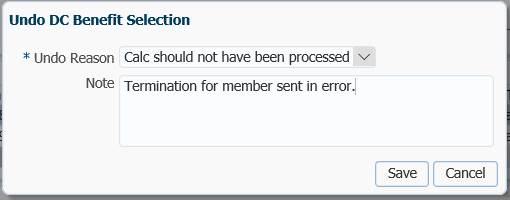 Undo DC Benefit Selection
* Undo Reason Calc should not have been processed
Note Termination for member sent in error.
Save Cancel